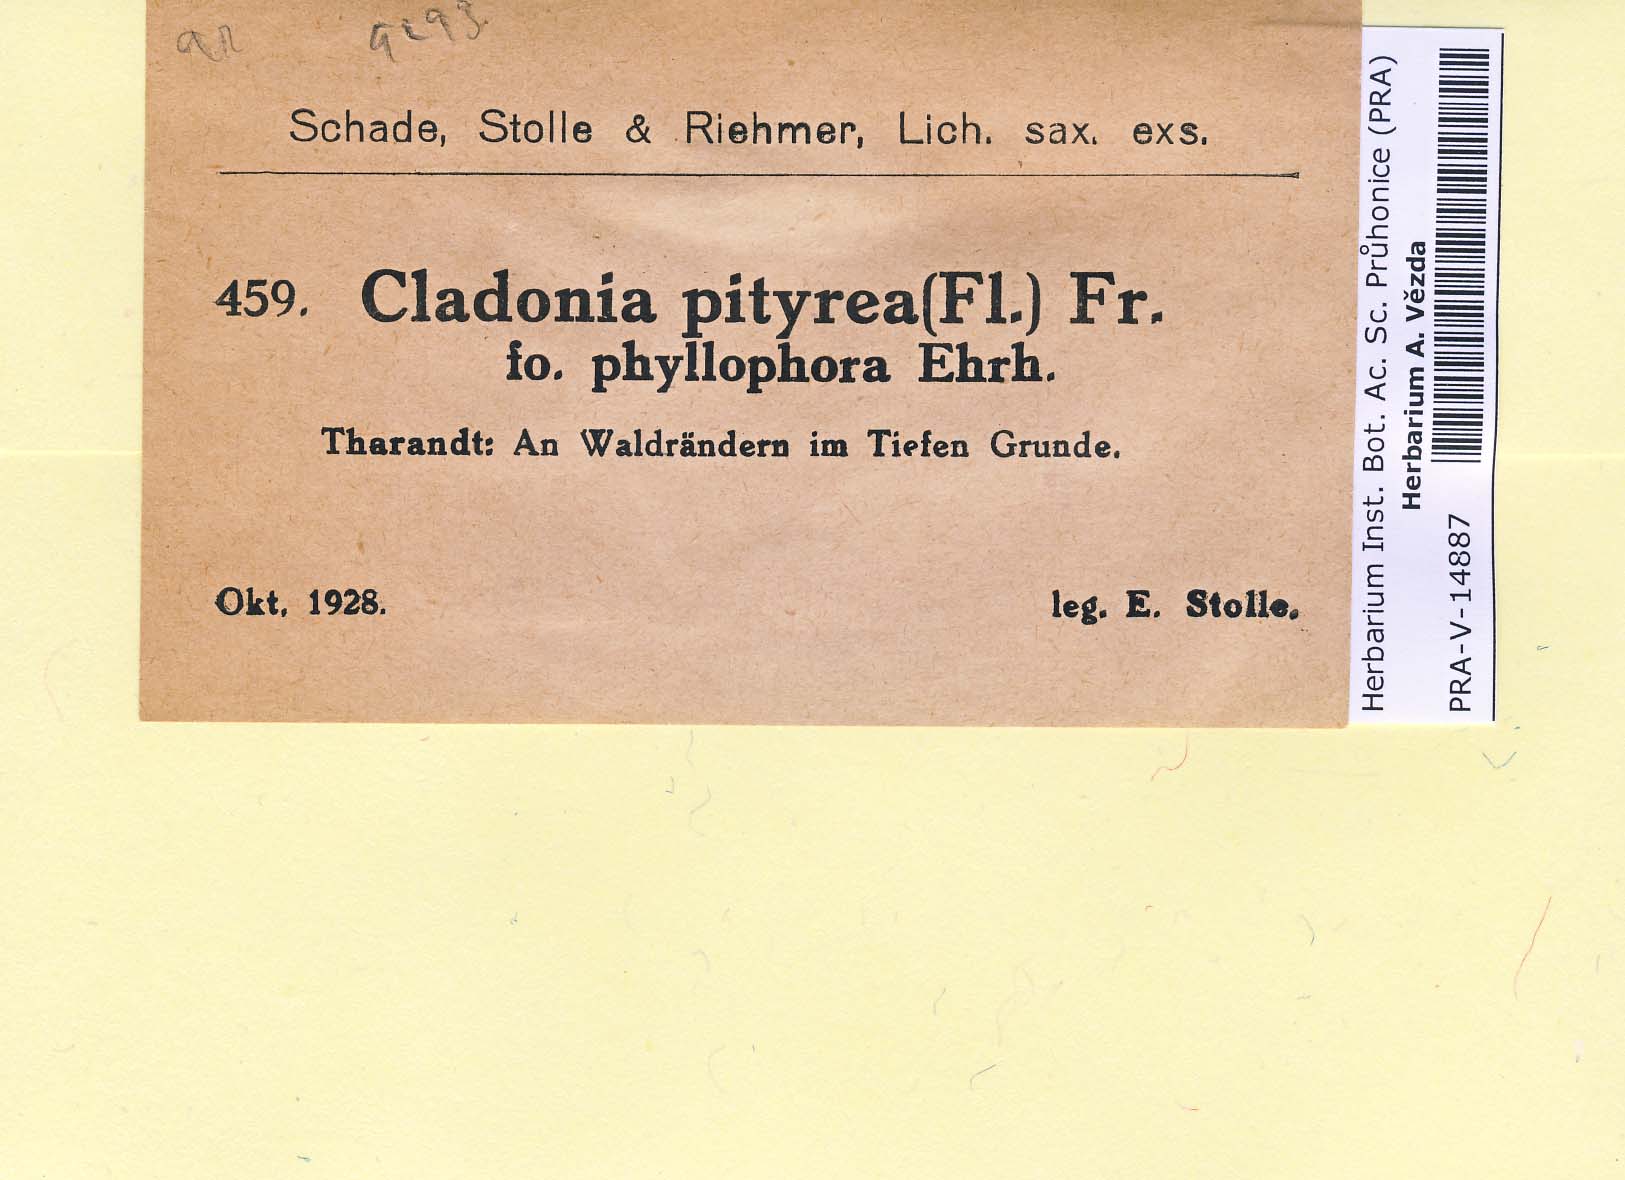 Schade, Stolle & Riehmer, Lich. sax. exs.
459. Cladonia pityrea (Fl.) Fr.
fo. phyllophora Ehrh.
Tharandt: An Waldrändern im Tiefen Grunde.
Okt. 1928.
leg. E. Stolle.
Herbarium Inst. Bot. Ac. Sc. Průhonice (PRA)
Herbarium A. Vězda
PRA-V-14887